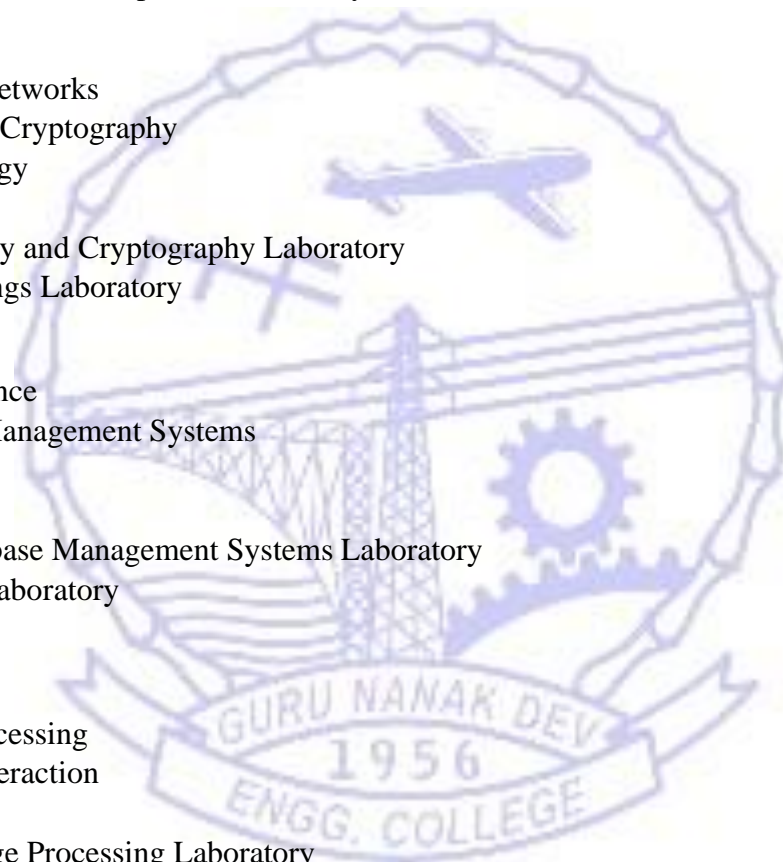 etworks
Cryptography
gy
y and Cryptography Laboratory
ngs Laboratory
nce
Management Systems
base Management Systems Laboratory
aboratory
cessing
eraction
ge Processing Laboratory
GURU NANAK DEV
1956
ENGG. COLLEGE